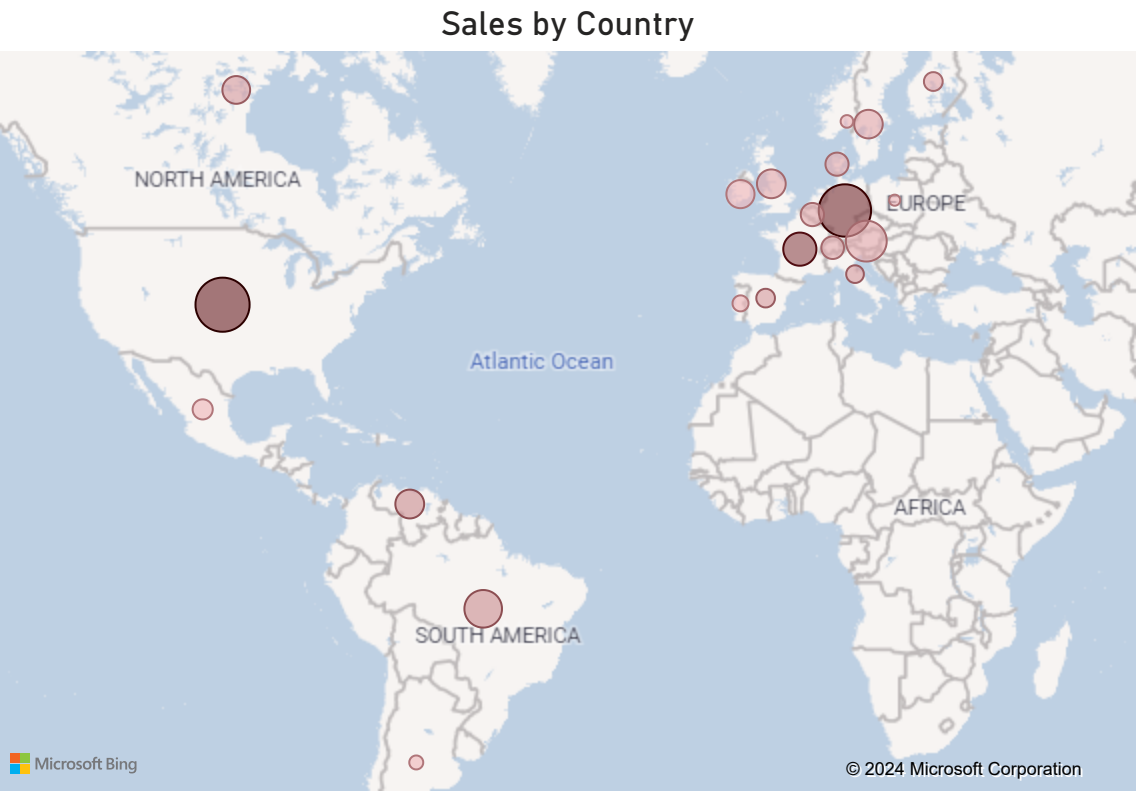 Sales by Country
NORTH AMERICA
EUROPE
Atlantic Ocean
AFRICA
SOUTH AMERICA
Microsoft Bing
© 2024 Microsoft Corporation